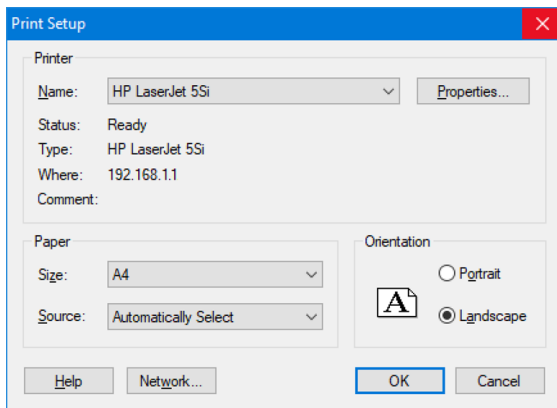 Print Setup
Printer
Name: HP LaserJet 5Si Properties...
Status: Ready
Type: HP LaserJet 5Si
Where: 192.168.1.1
Comment:
Paper
Size: A4
Source: Automatically Select
Orientation
A
Portrait
Landscape
Help Network... OK Cancel